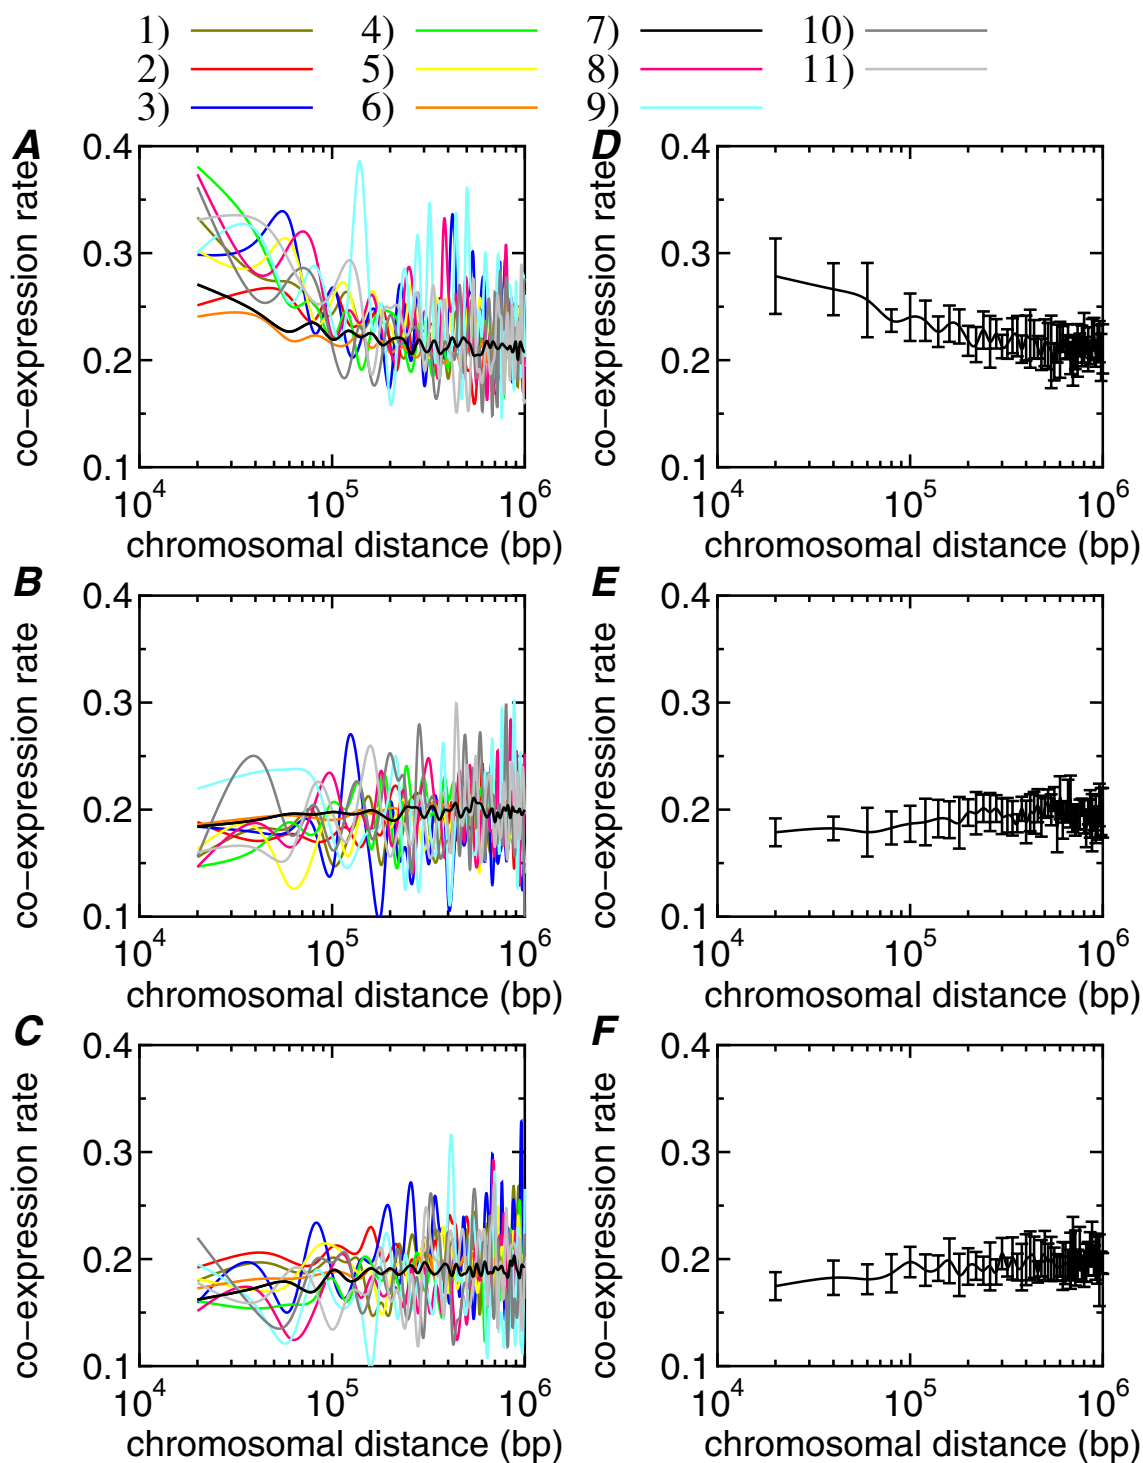 1) 4) 7) 10)
2) 5) 8) 11)
3) 6) 9)
A
0.4
0.3
0.2
0.1
co−expression rate
10^4 10^5 10^6
chromosomal distance (bp)
D
0.4
0.3
0.2
0.1
co−expression rate
10^4 10^5 10^6
chromosomal distance (bp)
B
0.4
0.3
0.2
0.1
co−expression rate
10^4 10^5 10^6
chromosomal distance (bp)
E
0.4
0.3
0.2
0.1
co−expression rate
10^4 10^5 10^6
chromosomal distance (bp)
C
0.4
0.3
0.2
0.1
co−expression rate
10^4 10^5 10^6
chromosomal distance (bp)
F
0.4
0.3
0.2
0.1
co−expression rate
10^4 10^5 10^6
chromosomal distance (bp)